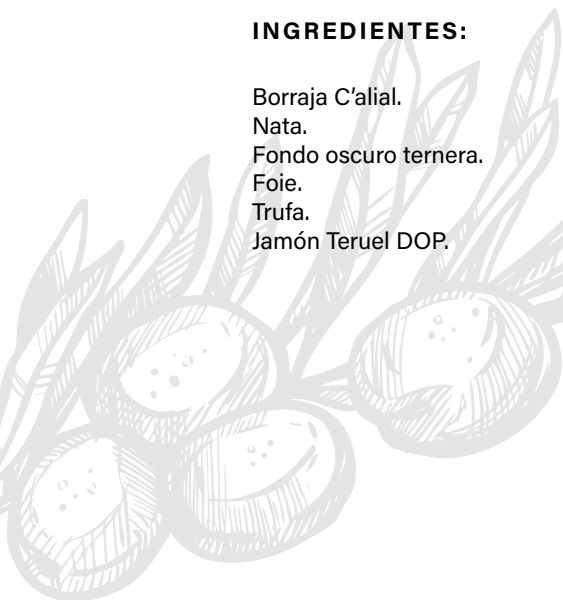 INGREDIENTES:
Borraja C'alial.
Nata.
Fondo oscuro ternera.
Foie.
Trufa.
Jamón Teruel DOP.